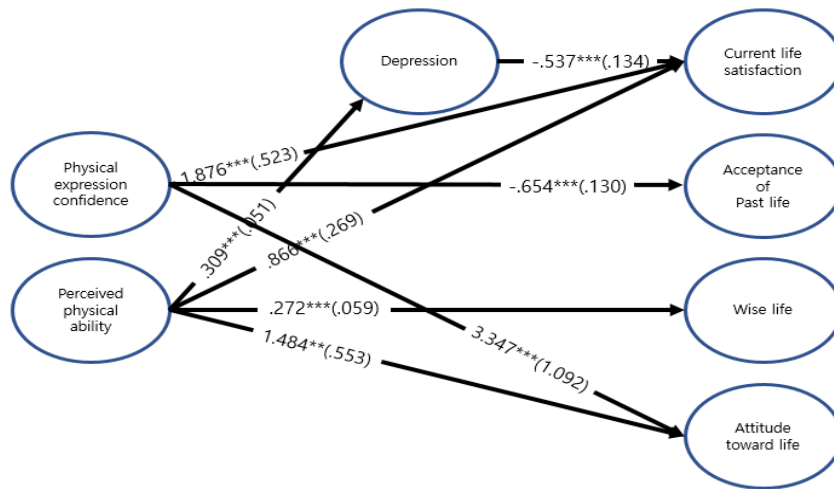 Depression
-.537***(.134)
Current life
satisfaction
1.876***(.523)
Physical
expression
confidence
-.654***(.130)
Acceptance
of
Past life
.309***(.051)
.866***(.269)
Perceived
physical
ability
.272***(.059)
Wise life
1.484**(.553)
3.347***(1.092)
Attitude
toward life